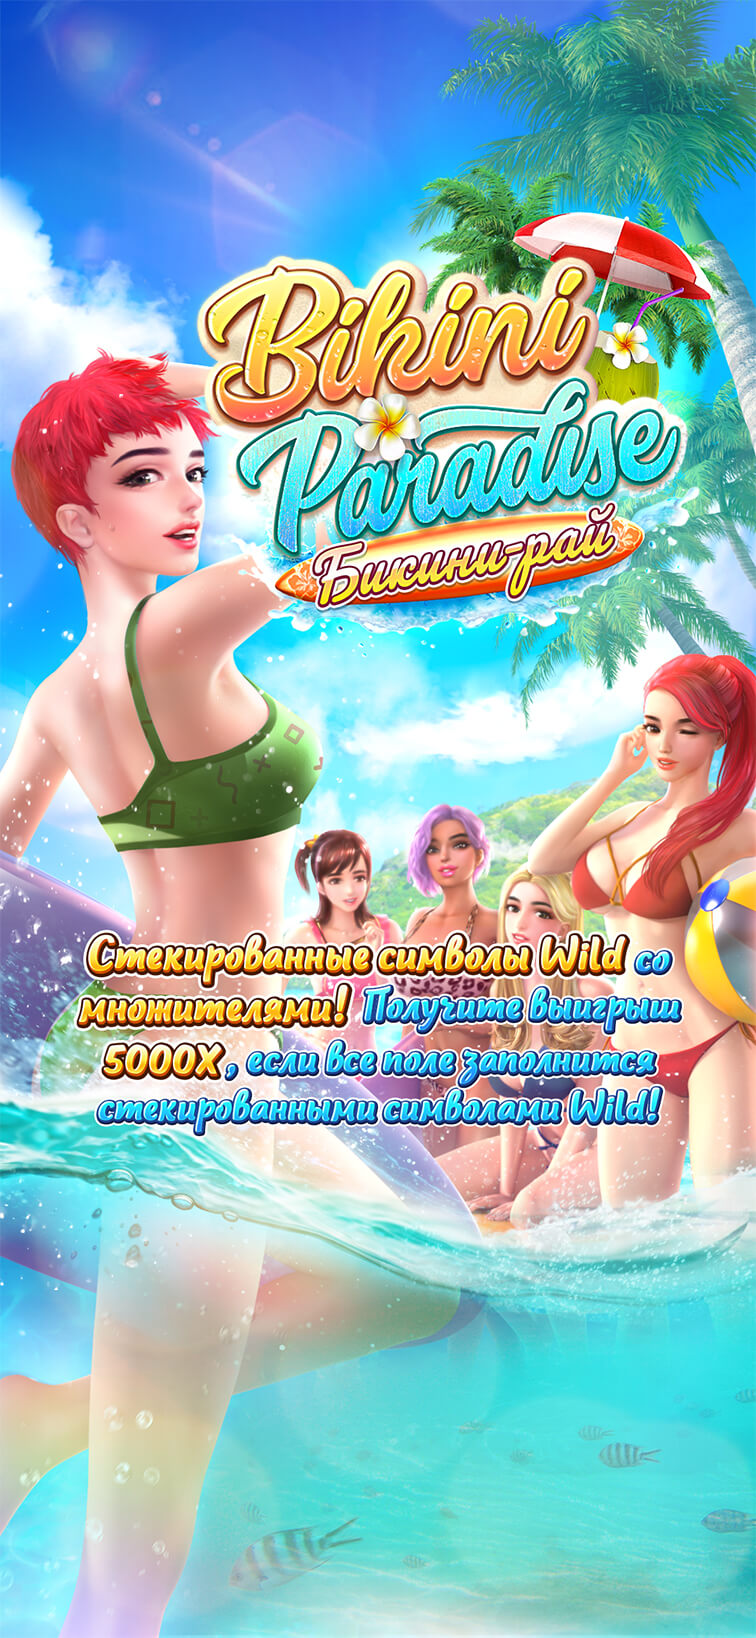 Bikini
Paradise
Бикини-рай
Стекированные символы Wild со
множителями! Получите выигрыш
5000X, если все поле заполнится
стекированными символами Wild!